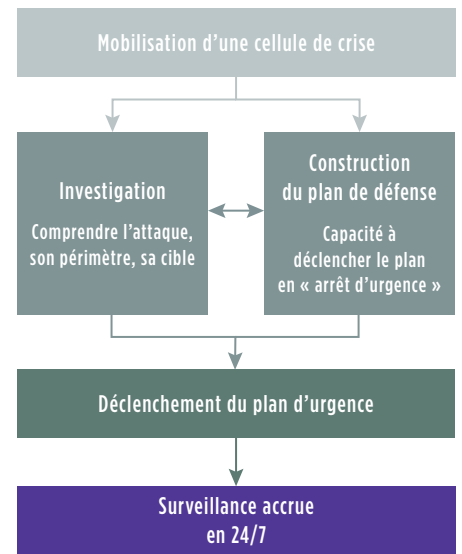 Mobilisation d’une cellule de crise
Investigation
Comprendre l’attaque,
son périmètre, sa cible
Construction
du plan de défense
Capacité à
déclencher le plan
en « arrêt d’urgence »
Déclenchement du plan d’urgence
Surveillance accrue
en 24/7